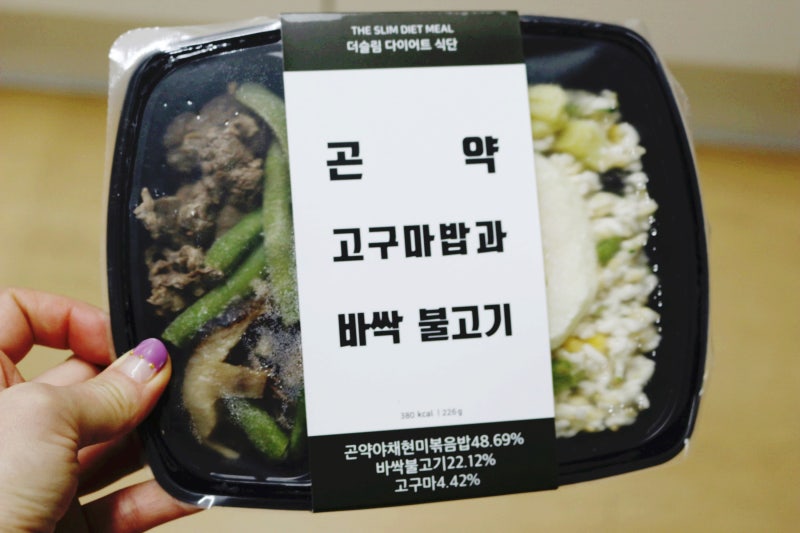 THE SLIM DIET MEAL
더슬림 다이어트 식단
곤 약
고구마밥과
바싹 불고기
380 kcal | 226g
곤약야채현미볶음밥48.69%
바싹불고기22.12%
고구마4.42%